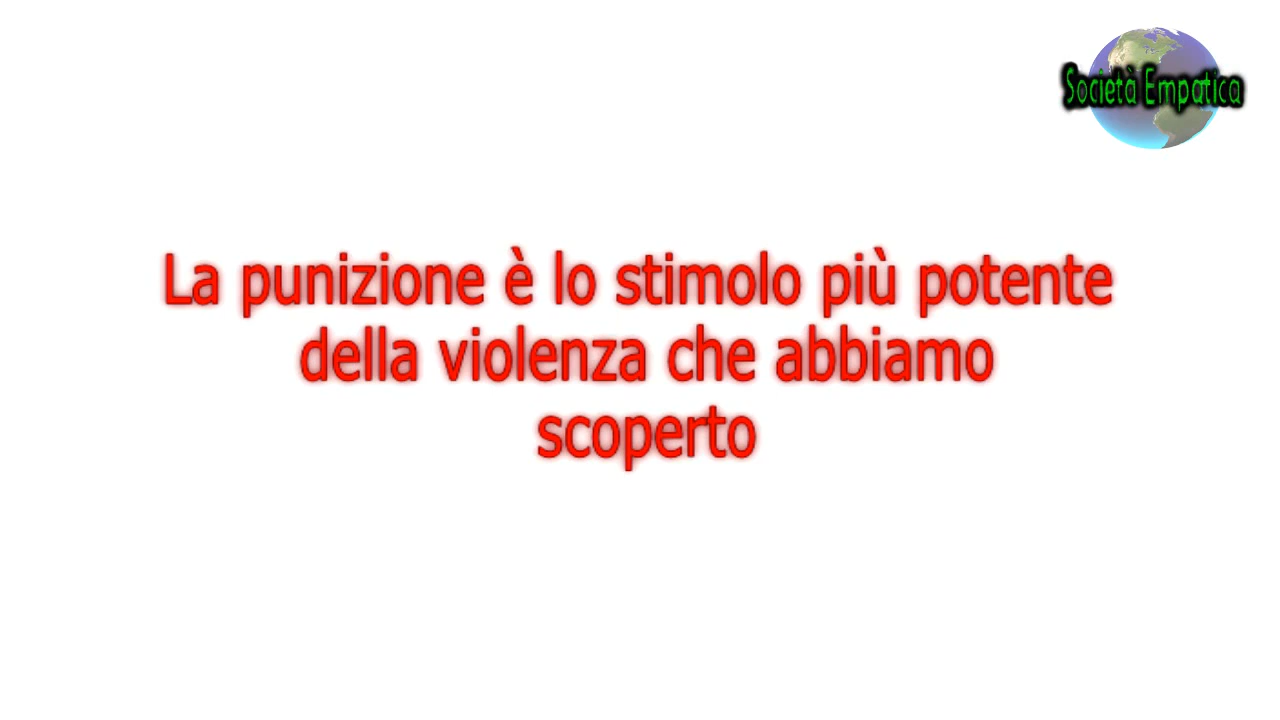 Società Empatica
La punizione è lo stimolo più potente
della violenza che abbiamo
scoperto